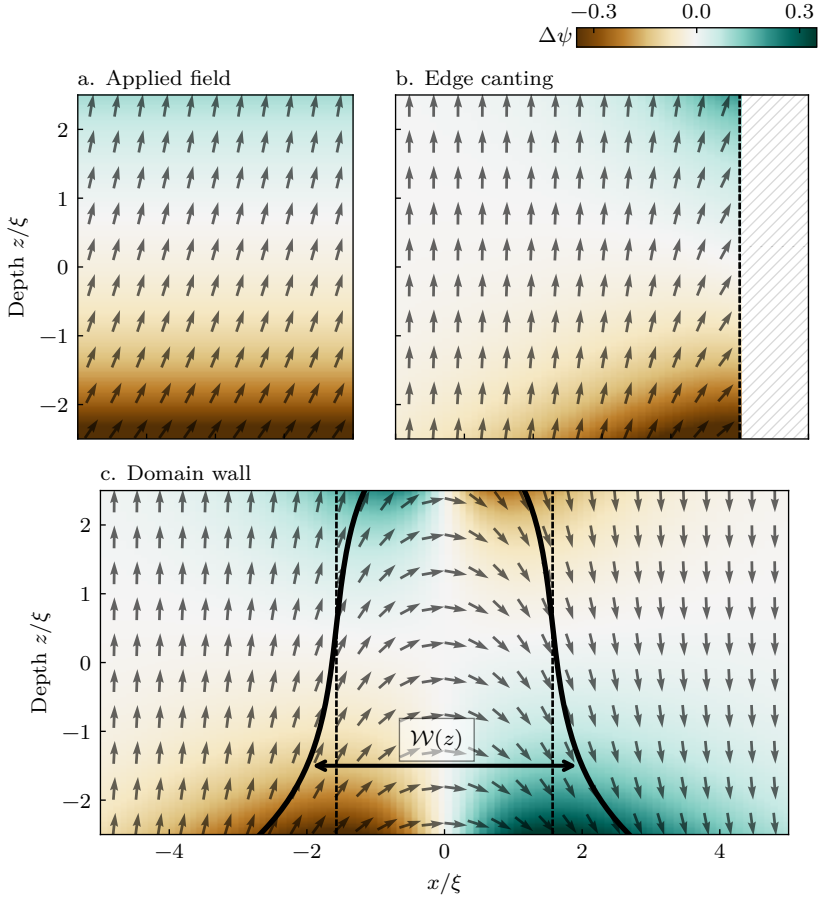 −0.3 0.0 0.3
Δψ
a. Applied field
b. Edge canting
2
1
0
−1
−2
Depth z/ξ
c. Domain wall
2
1
0
−1
−2
Depth z/ξ
𝒲(z)
−4 −2 0 2 4
x/ξ